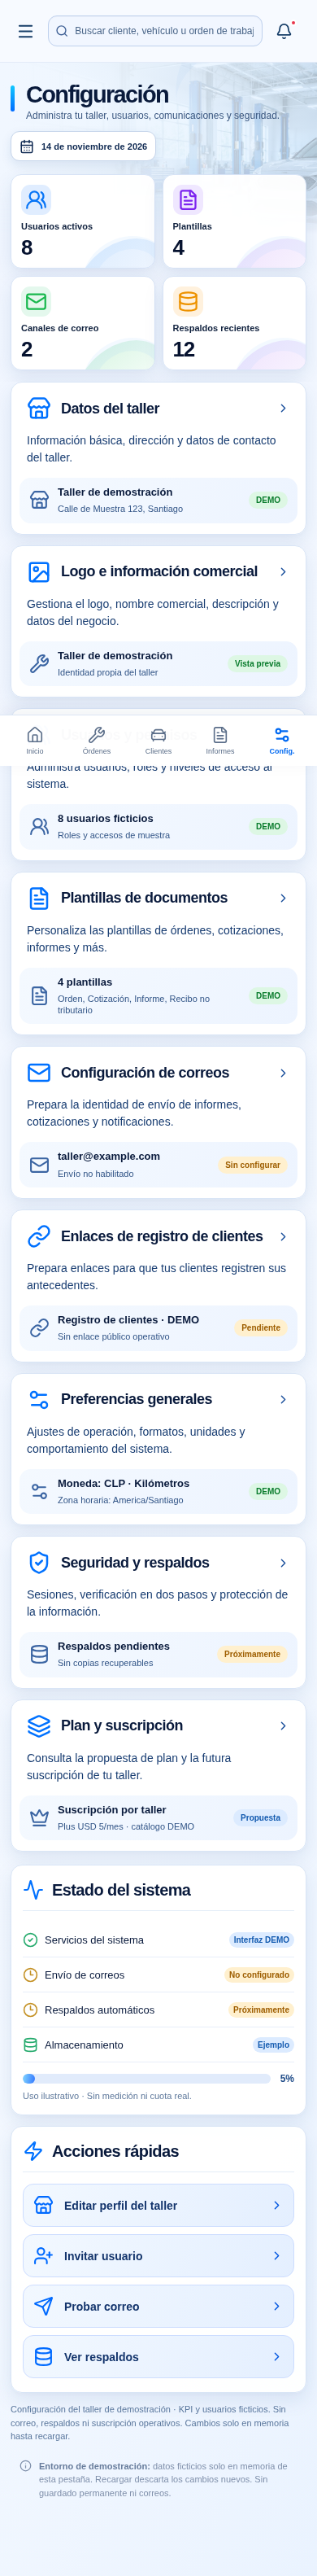 Buscar cliente, vehículo u orden de trabaj
Configuración
Administra tu taller, usuarios, comunicaciones y seguridad.
14 de noviembre de 2026
Usuarios activos
8
Plantillas
4
Canales de correo
2
Respaldos recientes
12
Datos del taller
Información básica, dirección y datos de contacto
del taller.
Taller de demostración
Calle de Muestra 123, Santiago
DEMO
Logo e información comercial
Gestiona el logo, nombre comercial, descripción y
datos del negocio.
Taller de demostración
Identidad propia del taller
Vista previa
Inicio
Órdenes
Clientes
Informes
Config.
Administra usuarios, roles y niveles de acceso al
sistema.
8 usuarios ficticios
Roles y accesos de muestra
DEMO
Plantillas de documentos
Personaliza las plantillas de órdenes, cotizaciones,
informes y más.
4 plantillas
Orden, Cotización, Informe, Recibo no
tributario
DEMO
Configuración de correos
Prepara la identidad de envío de informes,
cotizaciones y notificaciones.
taller@example.com
Envío no habilitado
Sin configurar
Enlaces de registro de clientes
Prepara enlaces para que tus clientes registren sus
antecedentes.
Registro de clientes · DEMO
Sin enlace público operativo
Pendiente
Preferencias generales
Ajustes de operación, formatos, unidades y
comportamiento del sistema.
Moneda: CLP · Kilómetros
Zona horaria: America/Santiago
DEMO
Seguridad y respaldos
Sesiones, verificación en dos pasos y protección de
la información.
Respaldos pendientes
Sin copias recuperables
Próximamente
Plan y suscripción
Consulta la propuesta de plan y la futura
suscripción de tu taller.
Suscripción por taller
Plus USD 5/mes · catálogo DEMO
Propuesta
Estado del sistema
Servicios del sistema
Interfaz DEMO
Envío de correos
No configurado
Respaldos automáticos
Próximamente
Almacenamiento
Ejemplo
5%
Uso ilustrativo · Sin medición ni cuota real.
Acciones rápidas
Editar perfil del taller
Invitar usuario
Probar correo
Ver respaldos
Configuración del taller de demostración · KPI y usuarios ficticios. Sin
correo, respaldos ni suscripción operativos. Cambios solo en memoria
hasta recargar.
Entorno de demostración: datos ficticios solo en memoria de
esta pestaña. Recargar descarta los cambios nuevos. Sin
guardado permanente ni correos.